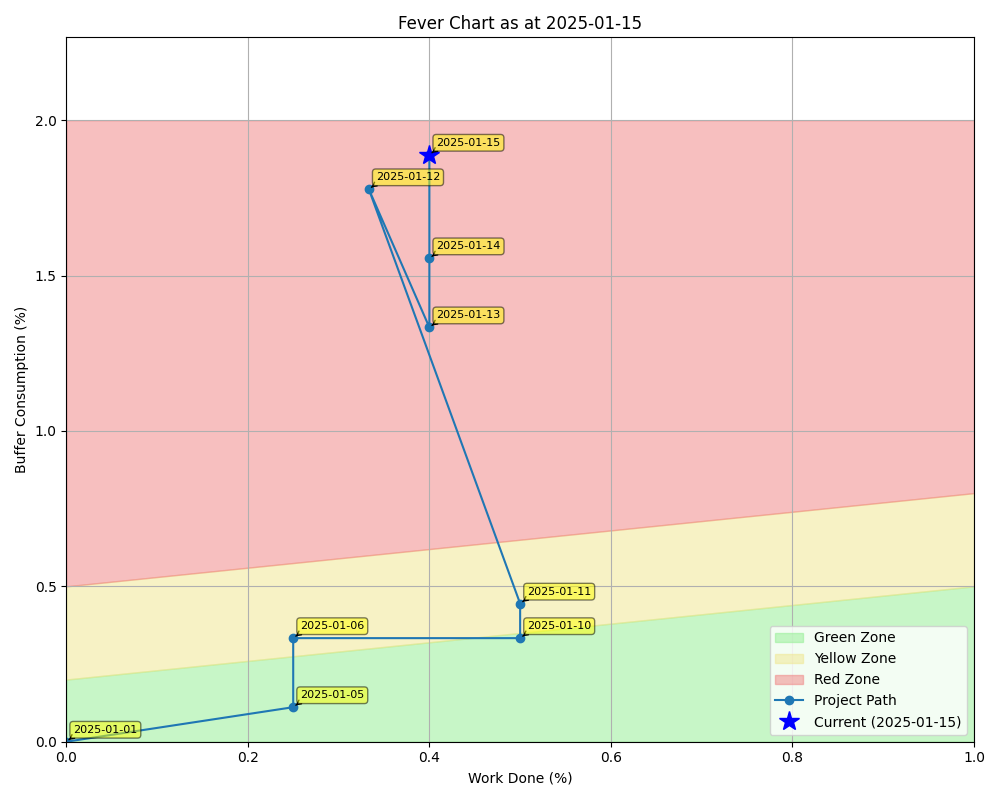 Fever Chart as at 2025-01-15
Buffer Consumption (%)
2.0
1.5
1.0
0.5
0.0
2025-01-15
2025-01-12
2025-01-14
2025-01-13
2025-01-11
2025-01-06
2025-01-10
2025-01-05
2025-01-01
Green Zone
Yellow Zone
Red Zone
Project Path
Current (2025-01-15)
0.0 0.2 0.4 0.6 0.8 1.0
Work Done (%)